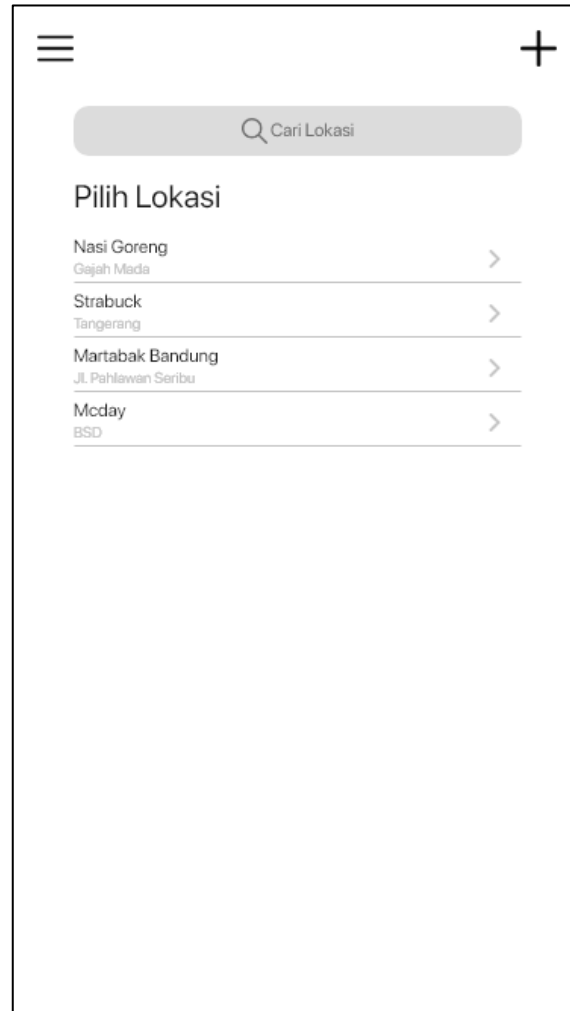 Cari Lokasi
Pilih Lokasi
Nasi Goreng
Gajah Mada
Strabuck
Tangerang
Martabak Bandung
Jl. Pahlawan Seribu
Mcday
BSD